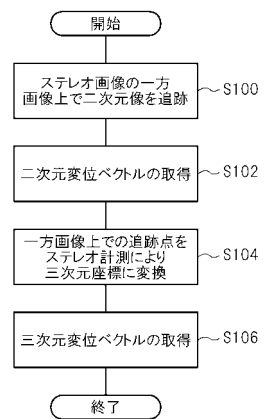 開始
ステレオ画像の一方
画像上で二次元像を追跡
S100
二次元変位ベクトルの取得
S102
一方画像上での追跡点を
ステレオ計測により
三次元座標に変換
S104
三次元変位ベクトルの取得
S106
終了